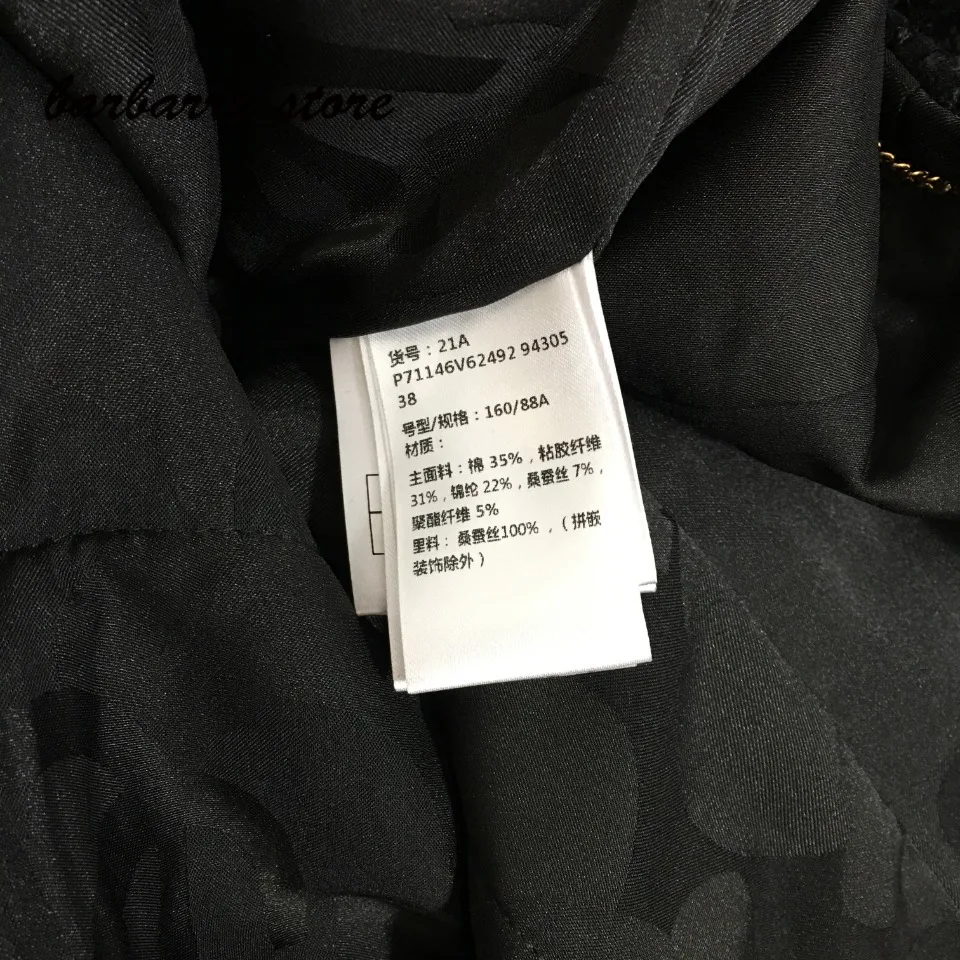 barbar store
货号：21A
P71146V62492 94305
38
号型/规格：160/88A
材质：
主面料：棉 35%，粘胶纤维
31%，锦纶 22%，桑蚕丝 7%，
聚酯纤维 5%
里料：桑蚕丝100%，（拼嵌
装饰除外）